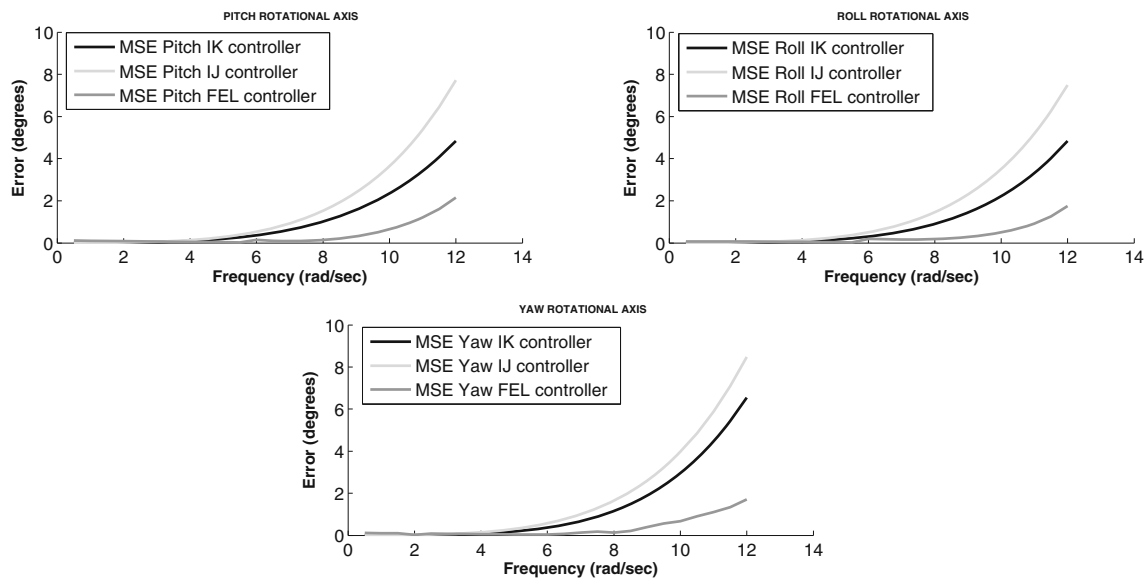 PITCH ROTATIONAL AXIS
10
8
6
4
2
0
Error (degrees)
MSE Pitch IK controller
MSE Pitch IJ controller
MSE Pitch FEL controller
0 2 4 6 8 10 12 14
Frequency (rad/sec)
ROLL ROTATIONAL AXIS
10
8
6
4
2
0
Error (degrees)
MSE Roll IK controller
MSE Roll IJ controller
MSE Roll FEL controller
0 2 4 6 8 10 12 14
Frequency (rad/sec)
YAW ROTATIONAL AXIS
10
8
6
4
2
0
Error (degrees)
MSE Yaw IK controller
MSE Yaw IJ controller
MSE Yaw FEL controller
0 2 4 6 8 10 12 14
Frequency (rad/sec)